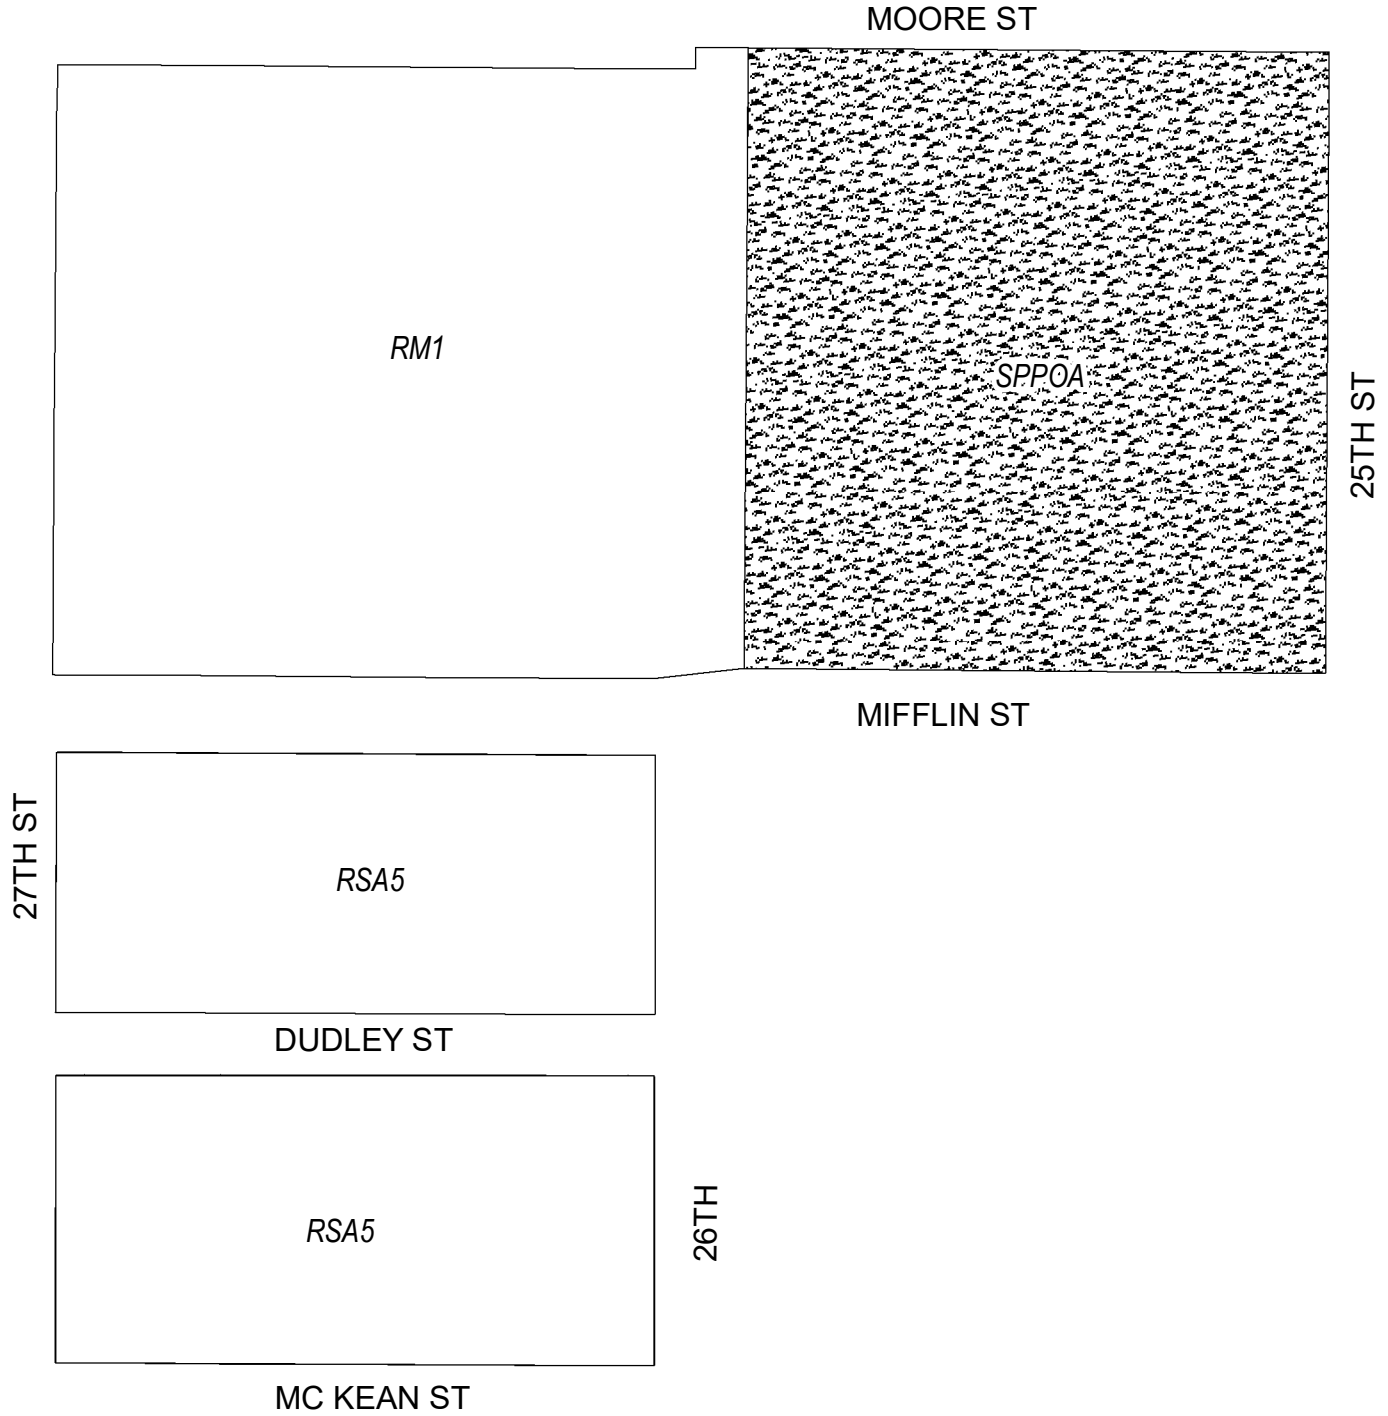 MOORE ST
RM1
SPPOA
25TH ST
MIFFLIN ST
27TH ST
RSA5
DUDLEY ST
RSA5
26TH
MC KEAN ST